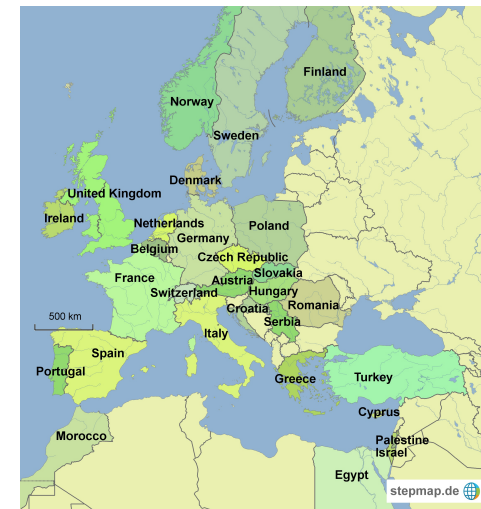 Finland
Norway
Sweden
Denmark
United Kingdom
Ireland
Netherlands
Poland
Germany
Belgium
Czech Republic
Slovakia
France
Austria
Switzerland
Hungary
Croatia
Romania
500 km
Serbia
Italy
Spain
Portugal
Greece
Turkey
Cyprus
Morocco
Palestine
Israel
Egypt
stepmap.de